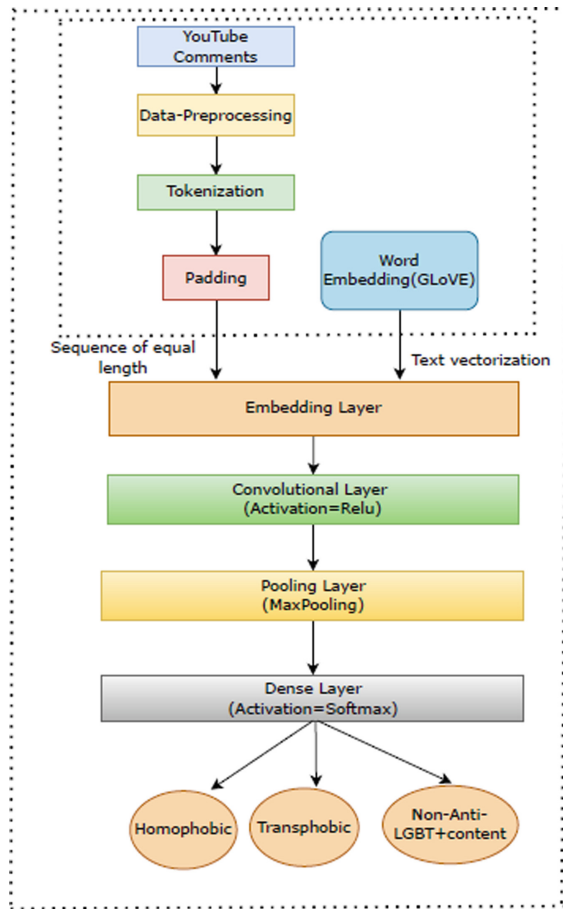 YouTube
Comments
Data-Preprocessing
Tokenization
Padding
Word
Embedding(GLoVE)
Sequence of equal
length
Text vectorization
Embedding Layer
Convolutional Layer
(Activation=Relu)
Pooling Layer
(MaxPooling)
Dense Layer
(Activation=Softmax)
Homophobic
Transphobic
Non-Anti-
LGBT+content